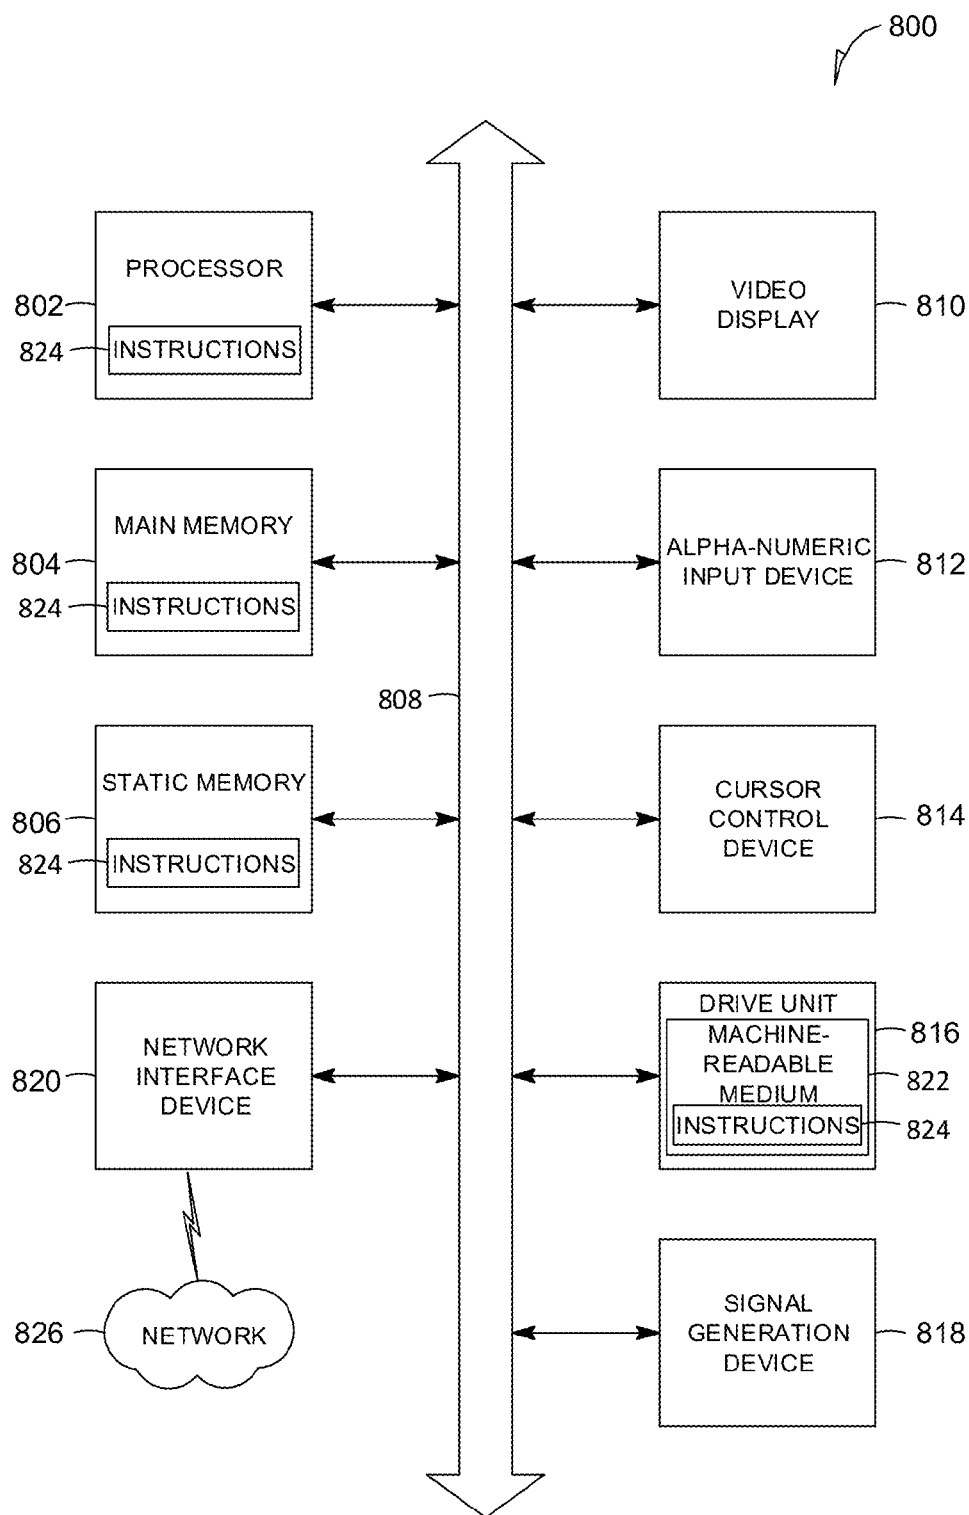 800
PROCESSOR
802
824
INSTRUCTIONS
VIDEO
DISPLAY
810
MAIN MEMORY
804
824
INSTRUCTIONS
ALPHA-NUMERIC
INPUT DEVICE
812
808
STATIC MEMORY
806
824
INSTRUCTIONS
CURSOR
CONTROL
DEVICE
814
NETWORK
INTERFACE
DEVICE
820
DRIVE UNIT
816
MACHINE-
READABLE
MEDIUM
822
INSTRUCTIONS
824
826
NETWORK
SIGNAL
GENERATION
DEVICE
818